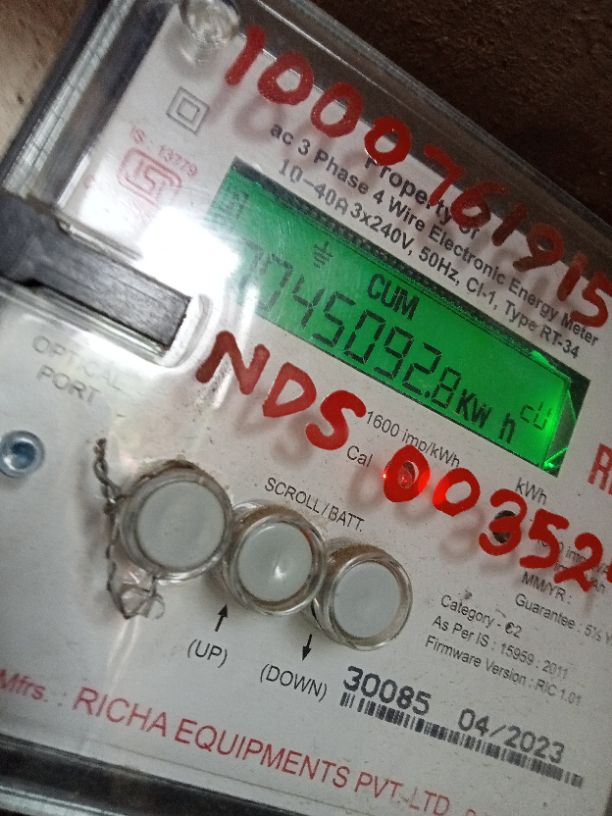 1000761915
IS : 13779
Property of
ac 3 Phase 4 Wire Electronic Energy Meter
10-40A 3x240V, 50Hz, Cl-1, Type RT-34
CUM
0045092.8 KW h
OPTICAL
PORT
NDS 00352
1600 imp/kWh
Cal
kWh
SCROLL/BATT.
MM/YR :
Guarantee : 5½
Category - C2
As Per IS : 15959 : 2011
Firmware Version : RIC 1.01
(UP)
(DOWN)
30085 04/2023
Mfrs. : RICHA EQUIPMENTS PVT. LTD.